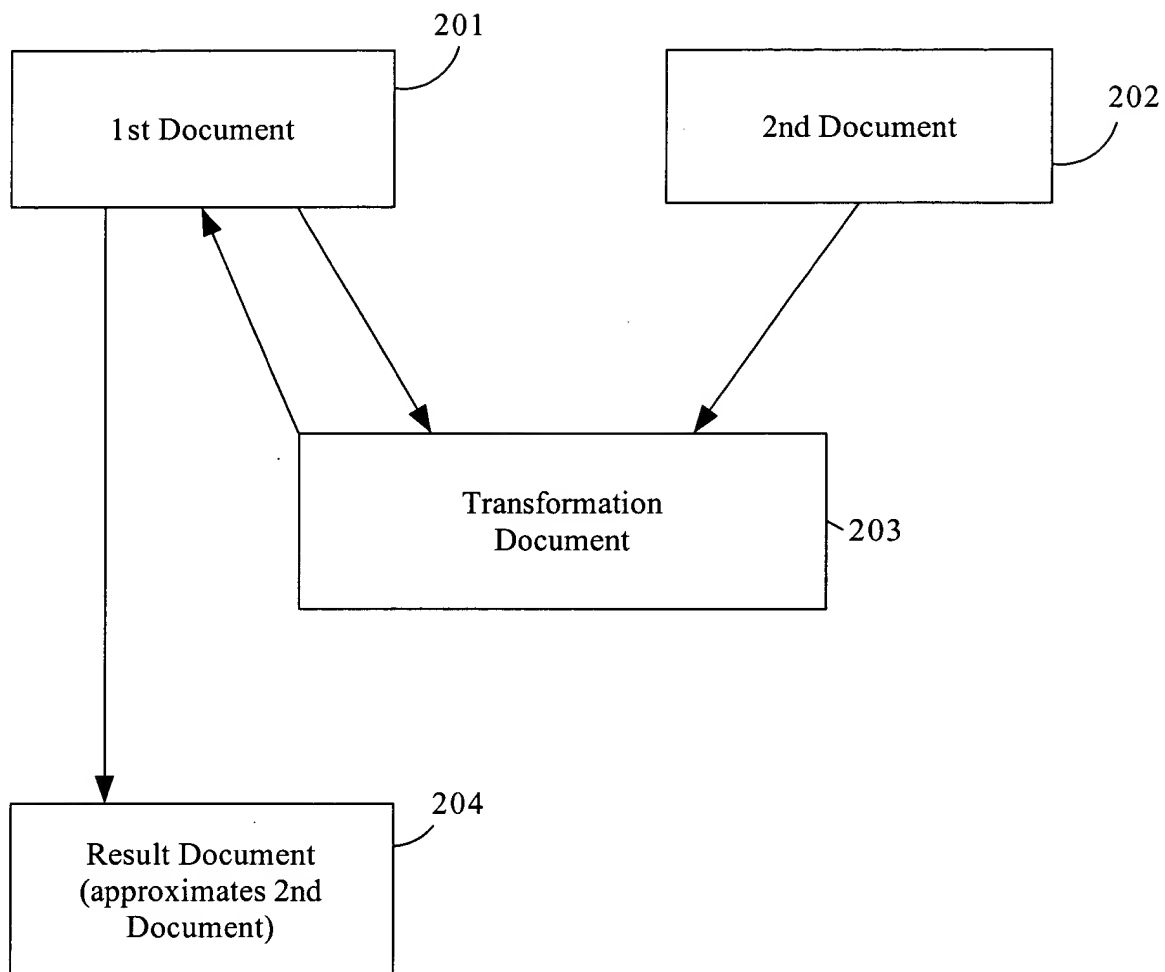 201
1st Document
2nd Document
202
Transformation
Document
203
204
Result Document
(approximates 2nd
Document)